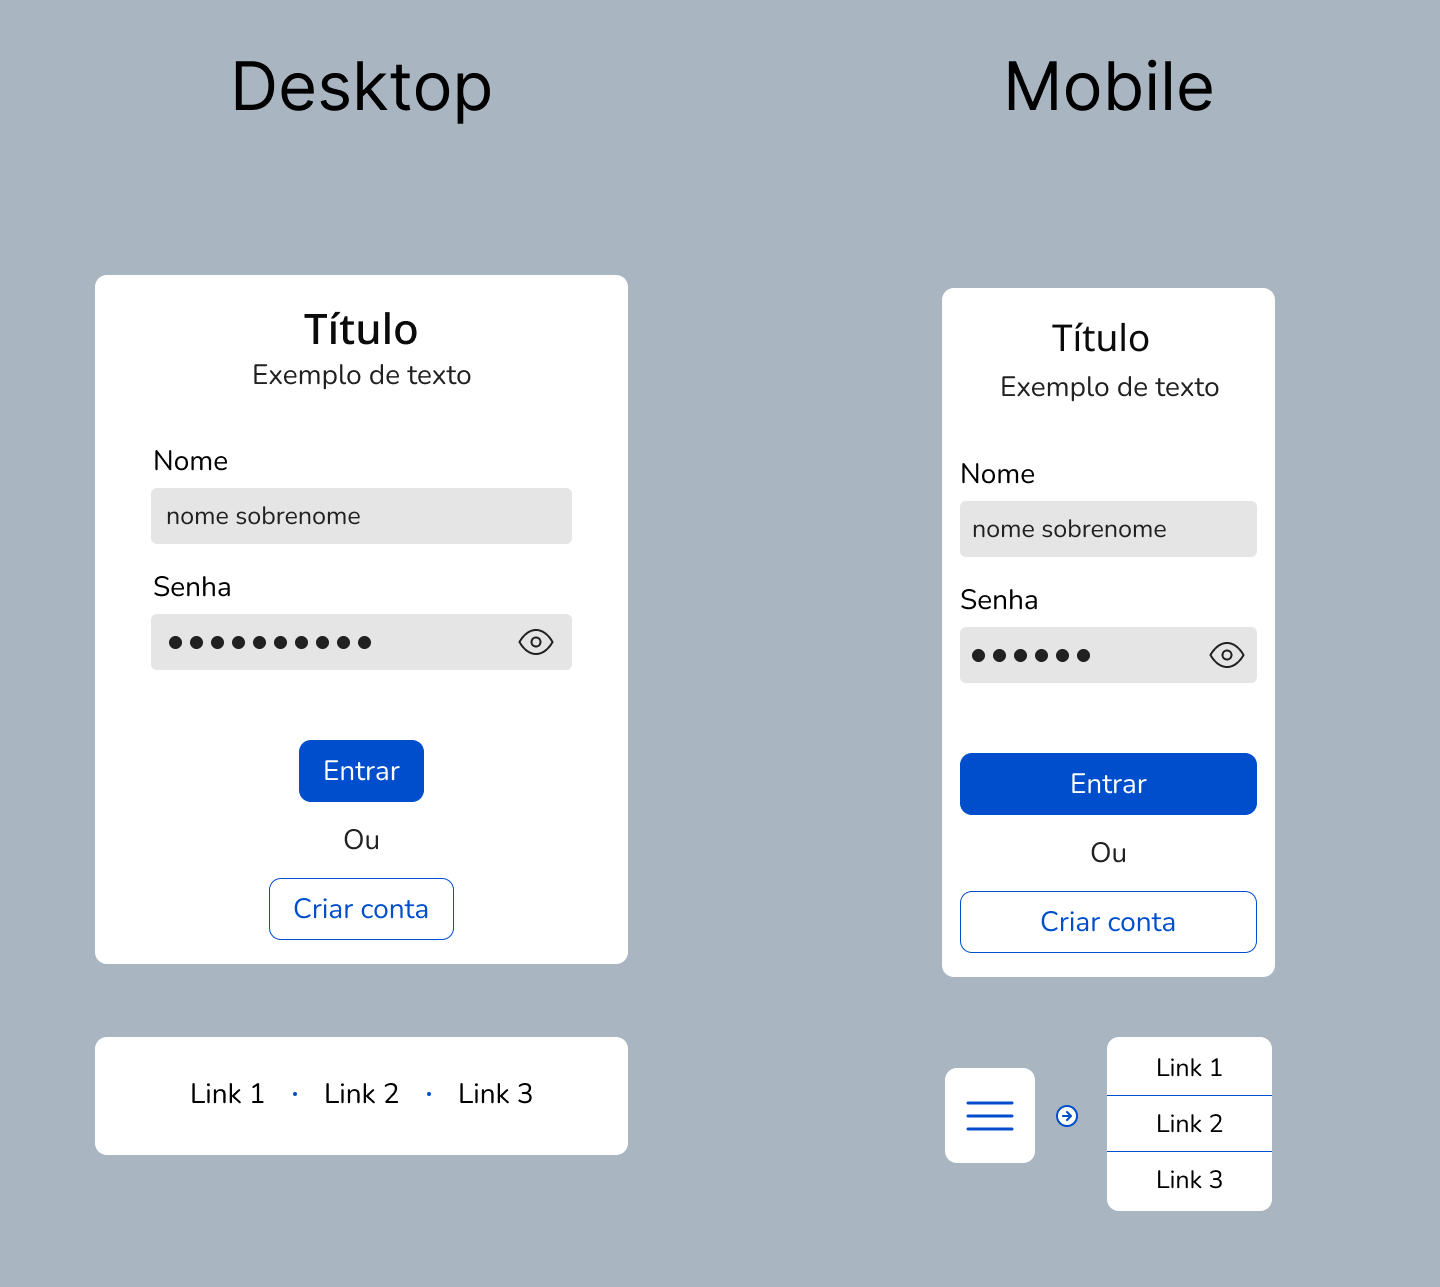 Desktop
Título
Exemplo de texto
Nome
nome sobrenome
Senha
Entrar
Ou
Criar conta
Link 1 · Link 2 · Link 3
Mobile
Título
Exemplo de texto
Nome
nome sobrenome
Senha
Entrar
Ou
Criar conta
Link 1
Link 2
Link 3